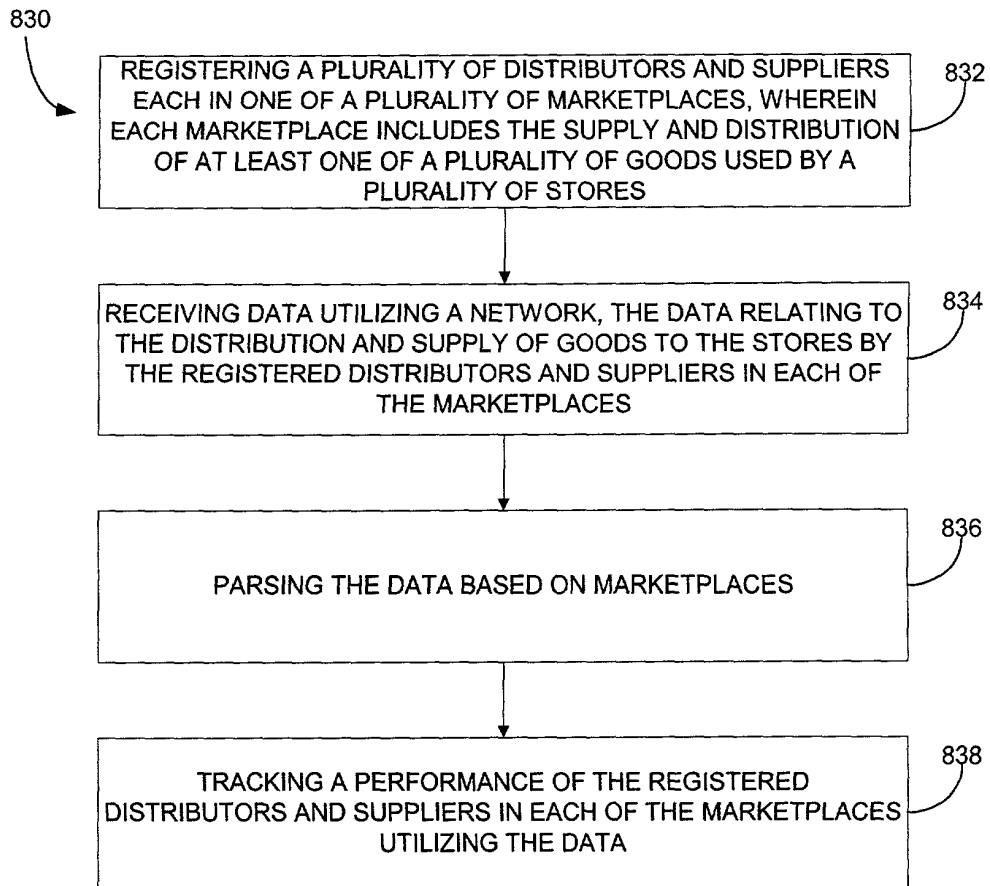 830
REGISTERING A PLURALITY OF DISTRIBUTORS AND SUPPLIERS
EACH IN ONE OF A PLURALITY OF MARKETPLACES, WHEREIN
EACH MARKETPLACE INCLUDES THE SUPPLY AND DISTRIBUTION
OF AT LEAST ONE OF A PLURALITY OF GOODS USED BY A
PLURALITY OF STORES
832
RECEIVING DATA UTILIZING A NETWORK, THE DATA RELATING TO
THE DISTRIBUTION AND SUPPLY OF GOODS TO THE STORES BY
THE REGISTERED DISTRIBUTORS AND SUPPLIERS IN EACH OF
THE MARKETPLACES
834
PARSING THE DATA BASED ON MARKETPLACES
836
TRACKING A PERFORMANCE OF THE REGISTERED
DISTRIBUTORS AND SUPPLIERS IN EACH OF THE MARKETPLACES
UTILIZING THE DATA
838